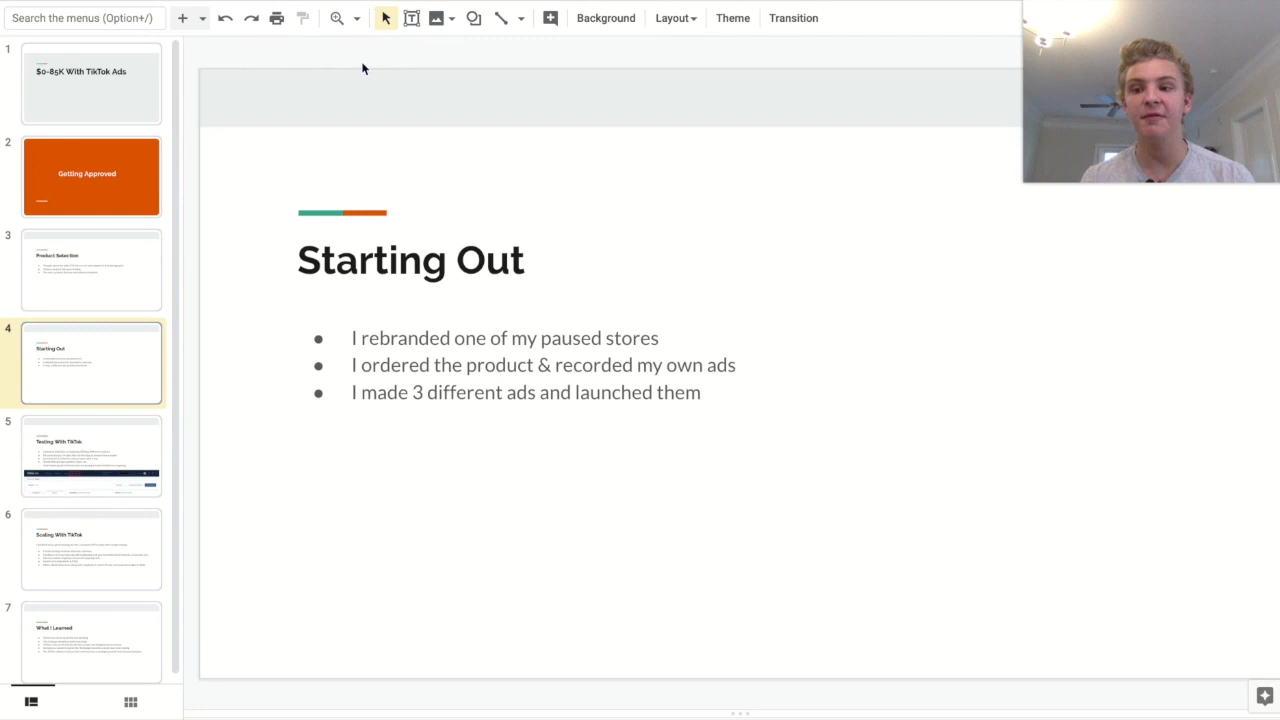 Search the menus (Option+/)
Background
Layout
Theme
Transition
1
$0-85K With TikTok Ads
2
Getting Approved
3
Product Selection
4
Starting Out
5
Testing With TikTok
6
Scaling With TikTok
7
What I Learned
Starting Out
● I rebranded one of my paused stores
● I ordered the product & recorded my own ads
● I made 3 different ads and launched them